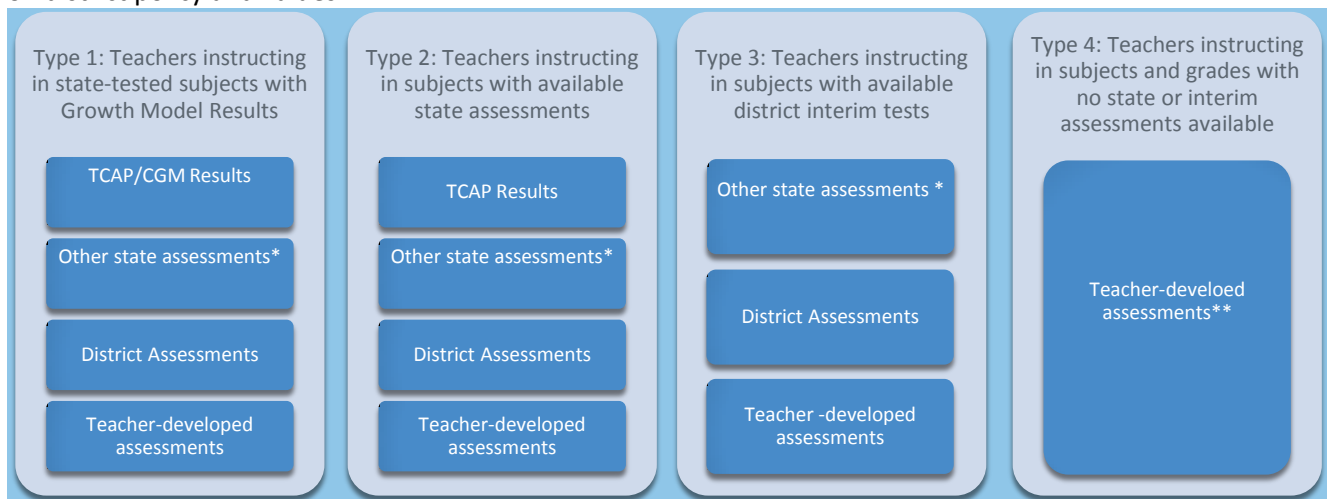 Type 1: Teachers instructing
in state-tested subjects with
Growth Model Results
TCAP/CGM Results
Other state assessments*
District Assessments
Teacher-developed
assessments
Type 2: Teachers instructing
in subjects with available
state assessments
TCAP Results
Other state assessments*
District Assessments
Teacher-developed
assessments
Type 3: Teachers instructing
in subjects with available
district interim tests
Other state assessments *
District Assessments
Teacher -developed
assessments
Type 4: Teachers instructing
in subjects and grades with
no state or interim
assessments available
Teacher-develoed
assessments**